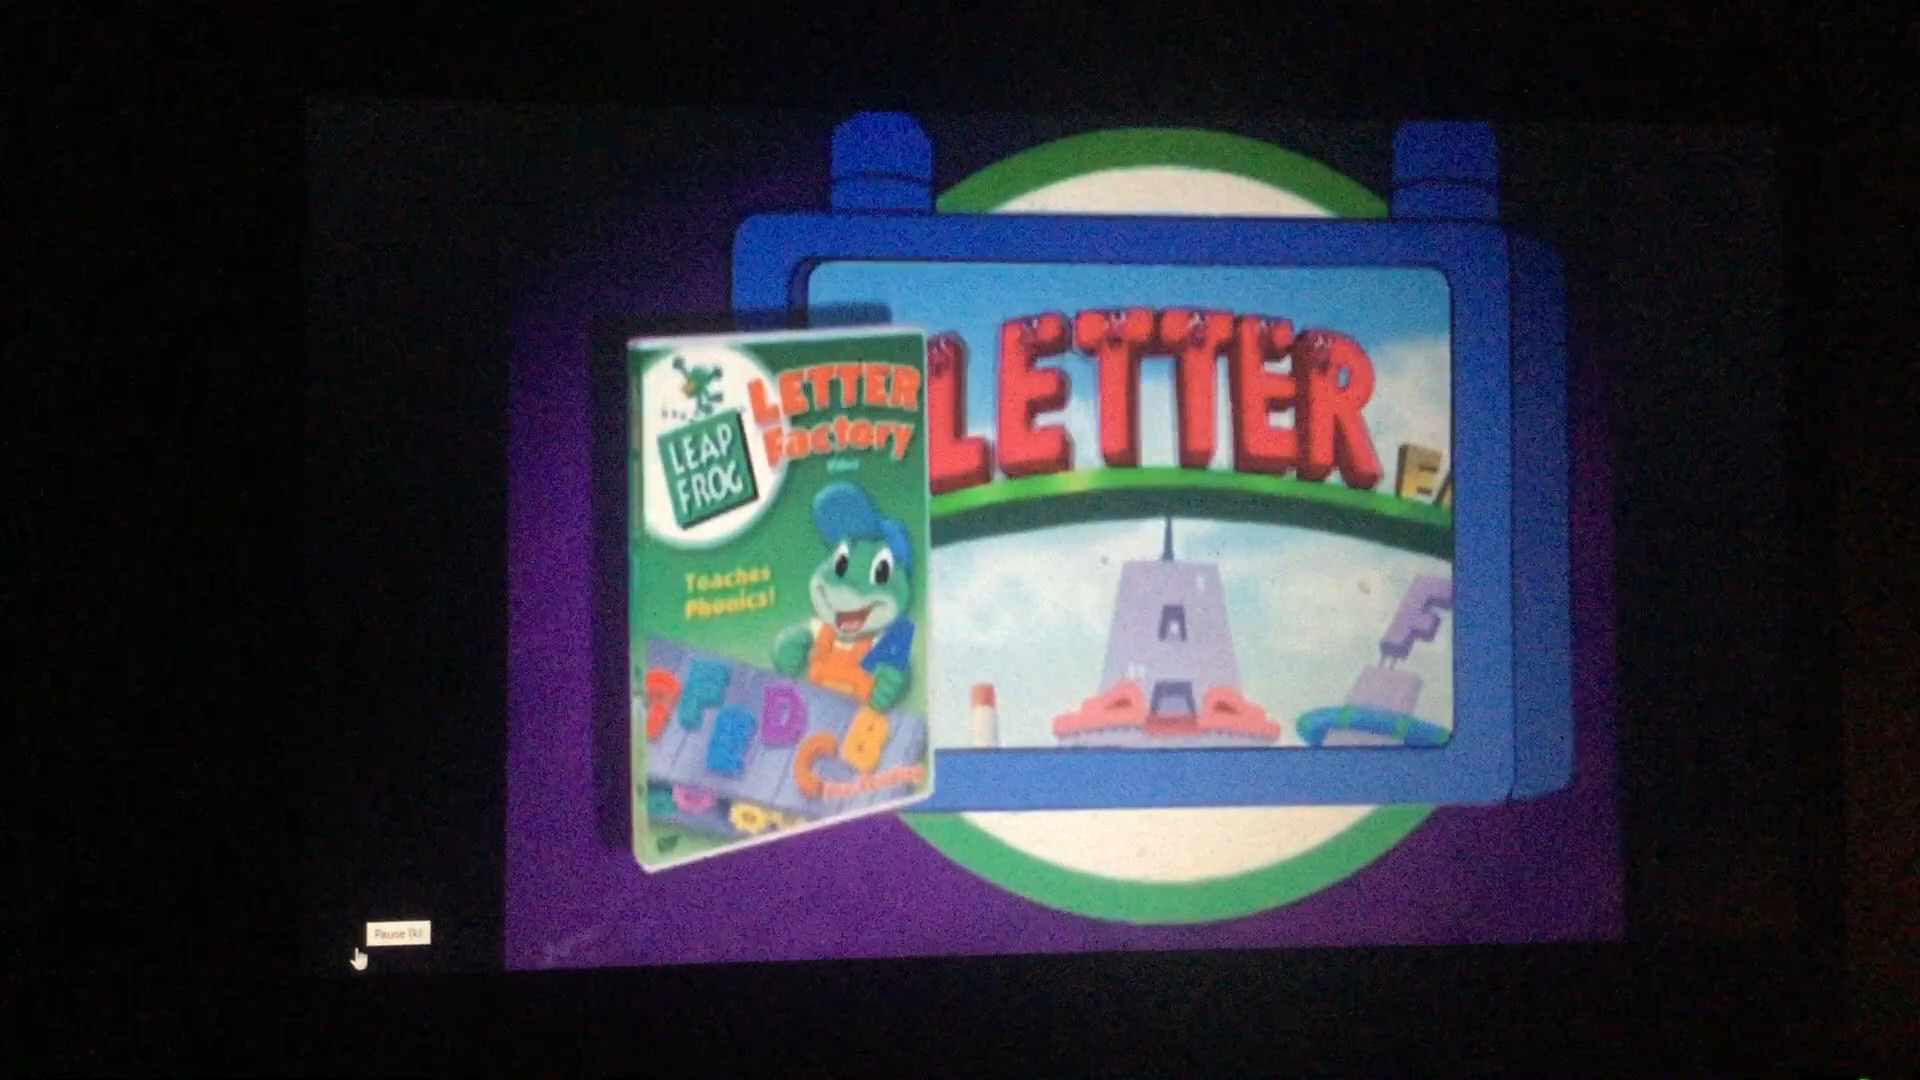 LETTER
Factory
LEAP
FROG
Teaches
Phonics!
LETTER
F
A
F
E
D
C
B
Pause (k)